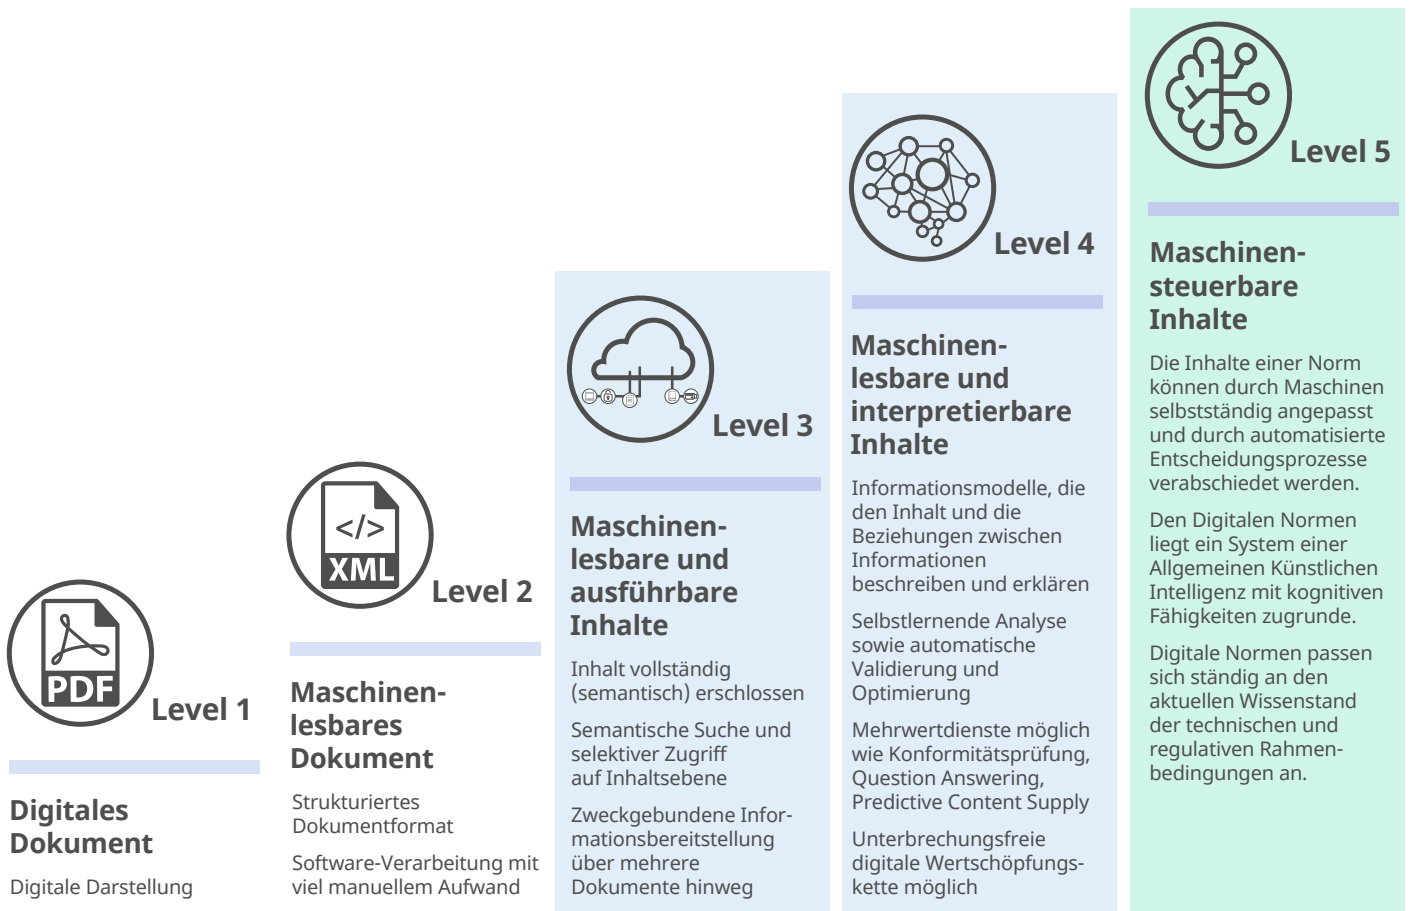 PDF
Level 1
Digitales
Dokument
Digitale Darstellung
</>
XML
Level 2
Maschinen-
lesbares
Dokument
Strukturiertes
Dokumentformat
Software-Verarbeitung mit
viel manuellem Aufwand
Level 3
Maschinen-
lesbare und
ausführbare
Inhalte
Inhalt vollständig
(semantisch) erschlossen
Semantische Suche und
selektiver Zugriff
auf Inhaltsebene
Zweckgebundene Infor-
mationsbereitstellung
über mehrere
Dokumente hinweg
Level 4
Maschinen-
lesbare und
interpretierbare
Inhalte
Informationsmodelle, die
den Inhalt und die
Beziehungen zwischen
Informationen
beschreiben und erklären
Selbstlernende Analyse
sowie automatische
Validierung und
Optimierung
Mehrwertdienste möglich
wie Konformitätsprüfung,
Question Answering,
Predictive Content Supply
Unterbrechungsfreie
digitale Wertschöpfungs-
kette möglich
Level 5
Maschinen-
steuerbare
Inhalte
Die Inhalte einer Norm
können durch Maschinen
selbstständig angepasst
und durch automatisierte
Entscheidungsprozesse
verabschiedet werden.
Den Digitalen Normen
liegt ein System einer
Allgemeinen Künstlichen
Intelligenz mit kognitiven
Fähigkeiten zugrunde.
Digitale Normen passen
sich ständig an den
aktuellen Wissenstand
der technischen und
regulativen Rahmen-
bedingungen an.